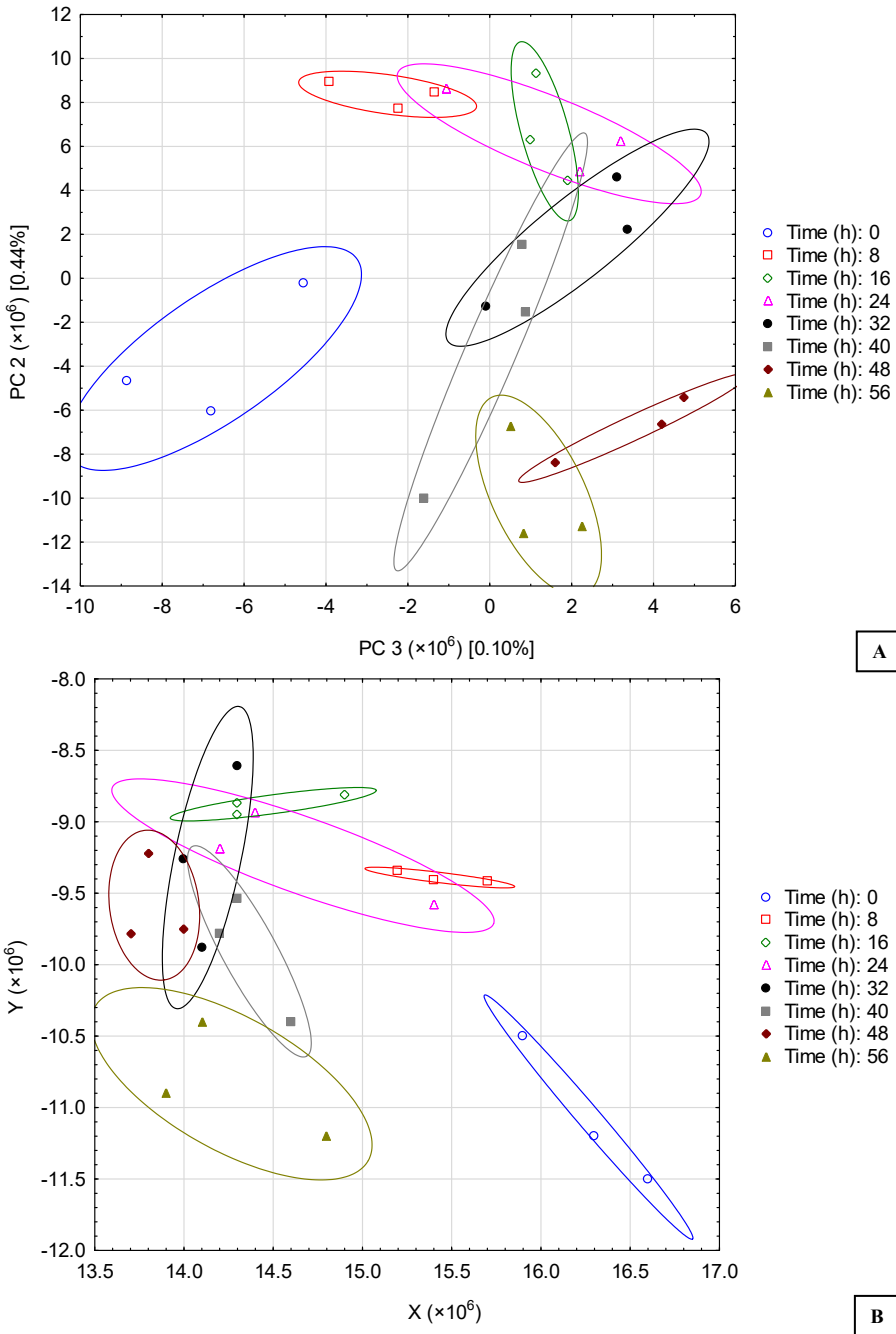 12
10
8
6
4
2
0
-2
-4
-6
-8
-10
-12
-14
PC 2 (×10⁶) [0.44%]
-10 -8 -6 -4 -2 0 2 4 6
PC 3 (×10⁶) [0.10%]
Time (h): 0
Time (h): 8
Time (h): 16
Time (h): 24
Time (h): 32
Time (h): 40
Time (h): 48
Time (h): 56
A
-8.0
-8.5
-9.0
-9.5
-10.0
-10.5
-11.0
-11.5
-12.0
Y (×10⁶)
13.5 14.0 14.5 15.0 15.5 16.0 16.5 17.0
X (×10⁶)
Time (h): 0
Time (h): 8
Time (h): 16
Time (h): 24
Time (h): 32
Time (h): 40
Time (h): 48
Time (h): 56
B